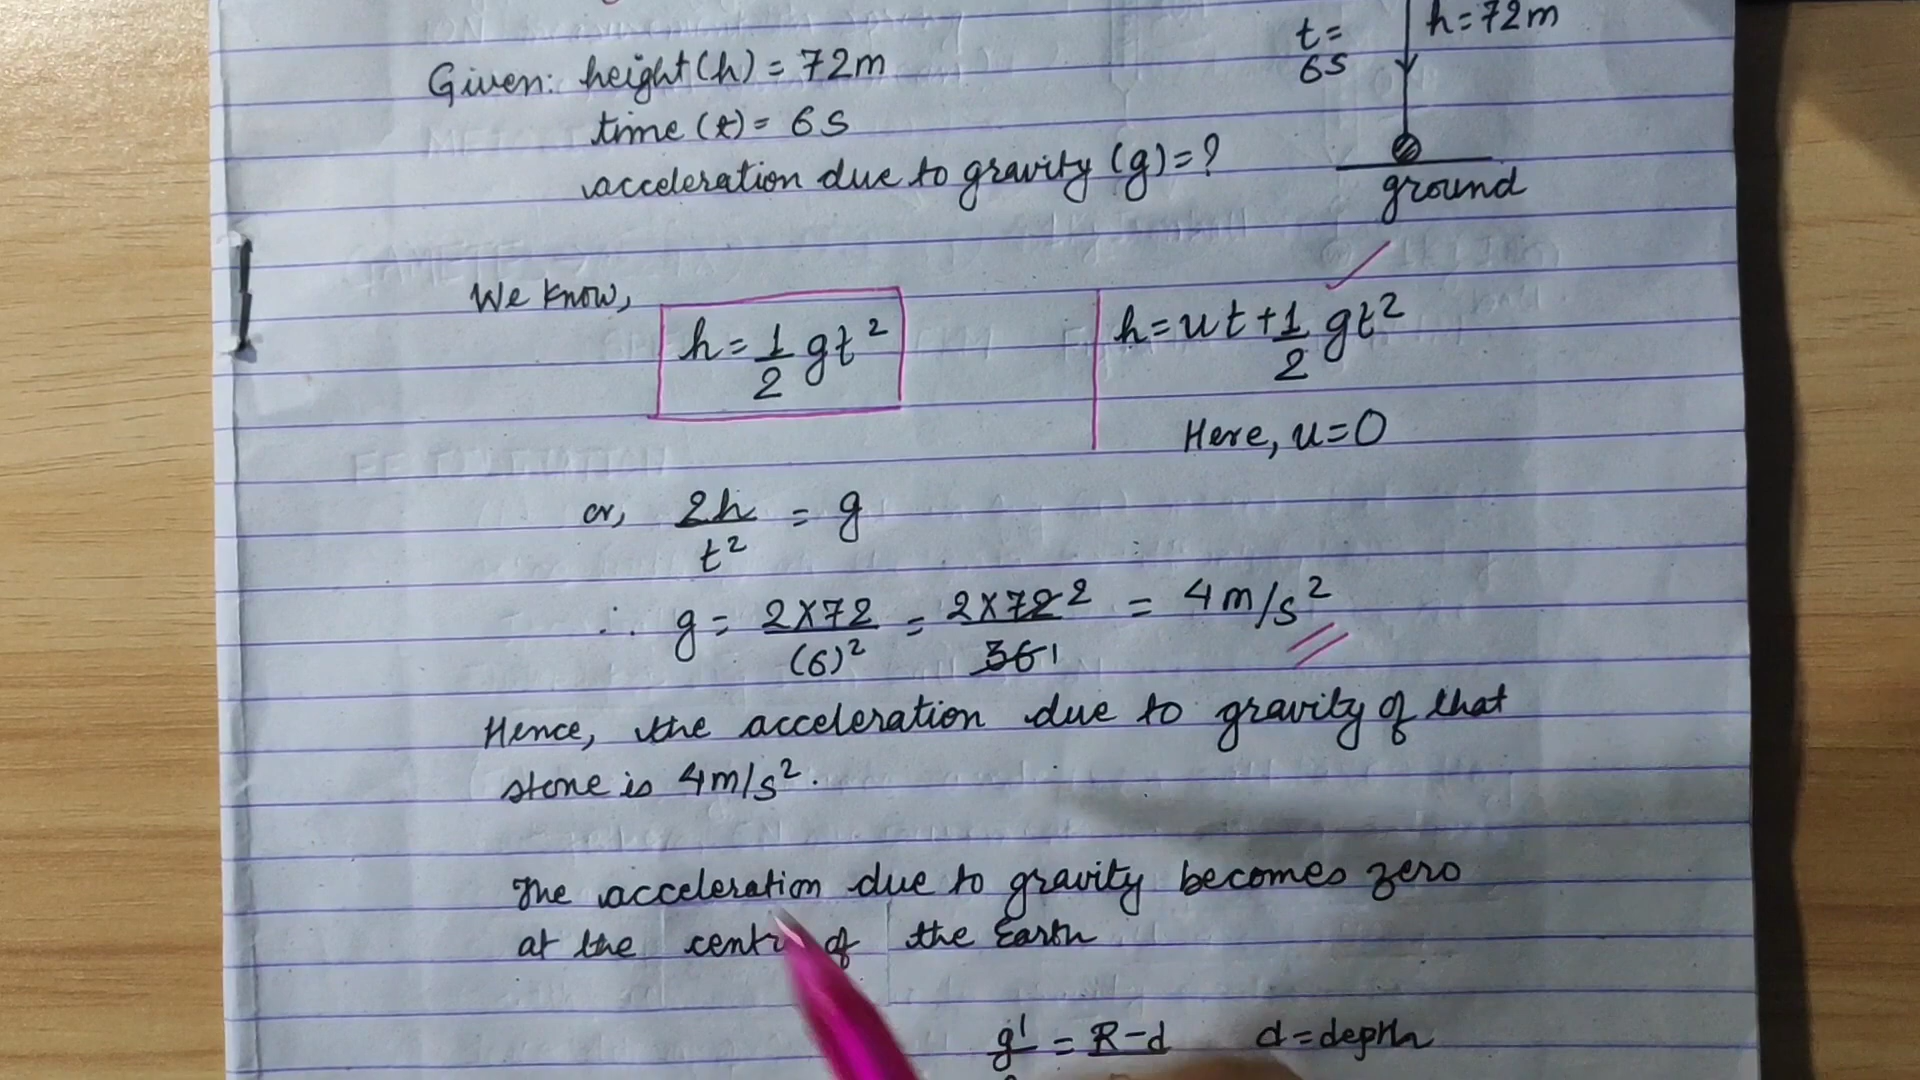 t=
6s
h=72m
Given: height(h) = 72m
time (t) = 6s
acceleration due to gravity (g)=?
ground
We know,
h=1/2 gt²
h=ut+1/2 gt²
Here, u=0
or, 2h/t² = g
∴ g= 2×72/(6)² = 2×72 2/36 1 = 4m/s²
Hence, the acceleration due to gravity of that
stone is 4m/s².
The acceleration due to gravity becomes zero
at the of the Earth
g' = R-d d=depth